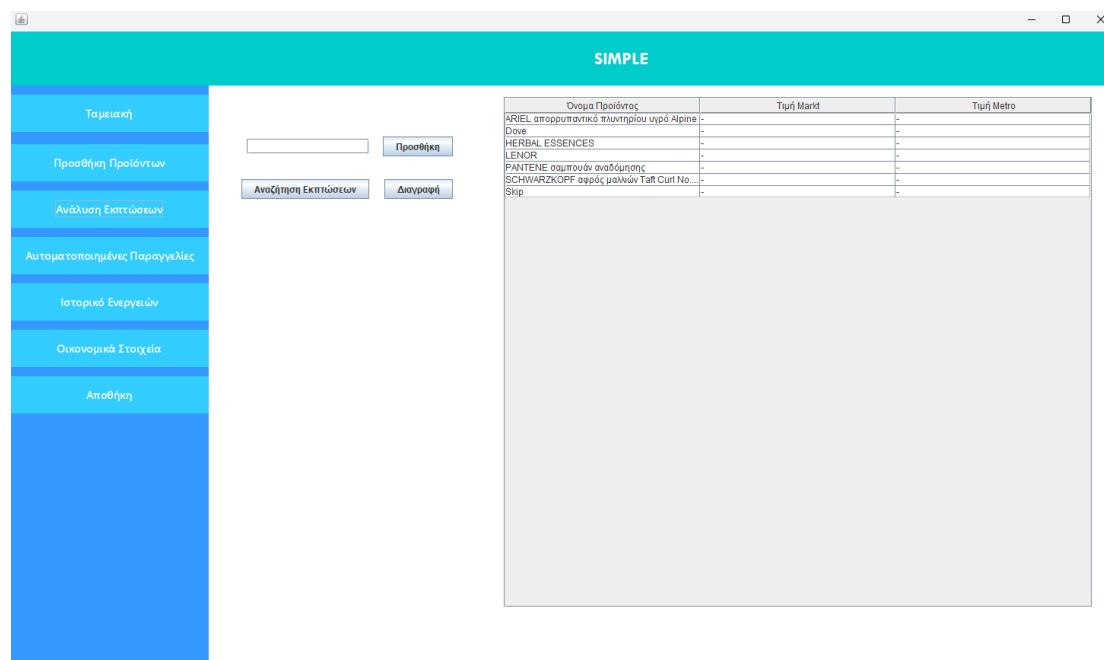 SIMPLE
Ταμειακή
Προσθήκη Προϊόντων
Ανάλυση Εκπτώσεων
Αυτοματοποιημένες Παραγγελίες
Ιστορικό Ενεργειών
Οικονομικά Στοιχεία
Αποθήκη
Προσθήκη
Αναζήτηση Εκπτώσεων Διαγραφή
Όνομα Προϊόντος Τιμή Markt Τιμή Metro
ARIEL απορρυπαντικό πλυντηρίου υγρό Alpine - -
Dove - -
HERBAL ESSENCES - -
LENOR - -
PANTENE σαμπουάν αναδόμησης - -
SCHWARZKOPF αφρός μαλλιών Taft Curl No.... - -
Skip - -